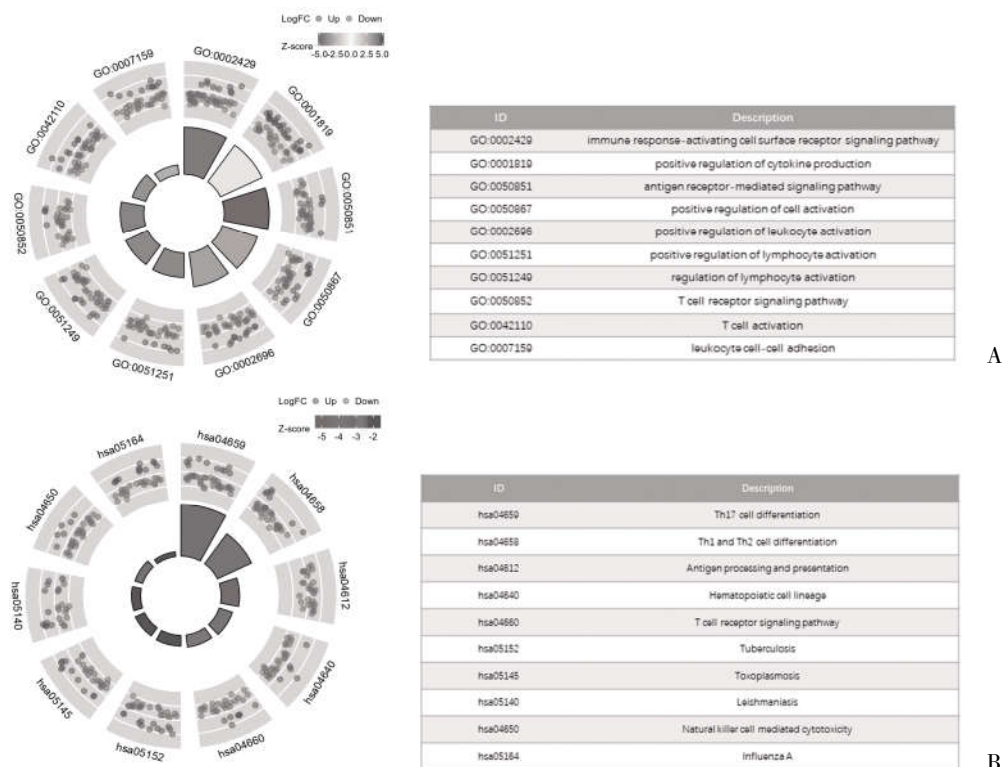 LogFC Up Down
Z-score
-5.0-2.5 0.0 2.5 5.0
GO:0007159
GO:0002429
GO:0001819
GO:0050851
GO:0050867
GO:0002696
GO:0051251
GO:0051249
GO:0050852
GO:0042110
ID Description
GO:0002429 immune response-activating cell surface receptor signaling pathway
GO:0001819 positive regulation of cytokine production
GO:0050851 antigen receptor-mediated signaling pathway
GO:0050867 positive regulation of cell activation
GO:0002696 positive regulation of leukocyte activation
GO:0051251 positive regulation of lymphocyte activation
GO:0051249 regulation of lymphocyte activation
GO:0050852 T cell receptor signaling pathway
GO:0042110 T cell activation
GO:0007159 leukocyte cell-cell adhesion
A
LogFC Up Down
Z-score
-5 -4 -3 -2
hsa05164
hsa04659
hsa04658
hsa04612
hsa04640
hsa04660
hsa05152
hsa05145
hsa05140
hsa04650
ID Description
hsa04659 Th17 cell differentiation
hsa04658 Th1 and Th2 cell differentiation
hsa04612 Antigen processing and presentation
hsa04640 Hematopoietic cell lineage
hsa04660 T cell receptor signaling pathway
hsa05152 Tuberculosis
hsa05145 Toxoplasmosis
hsa05140 Leishmaniasis
hsa04650 Natural killer cell mediated cytotoxicity
hsa05164 Influenza A
B